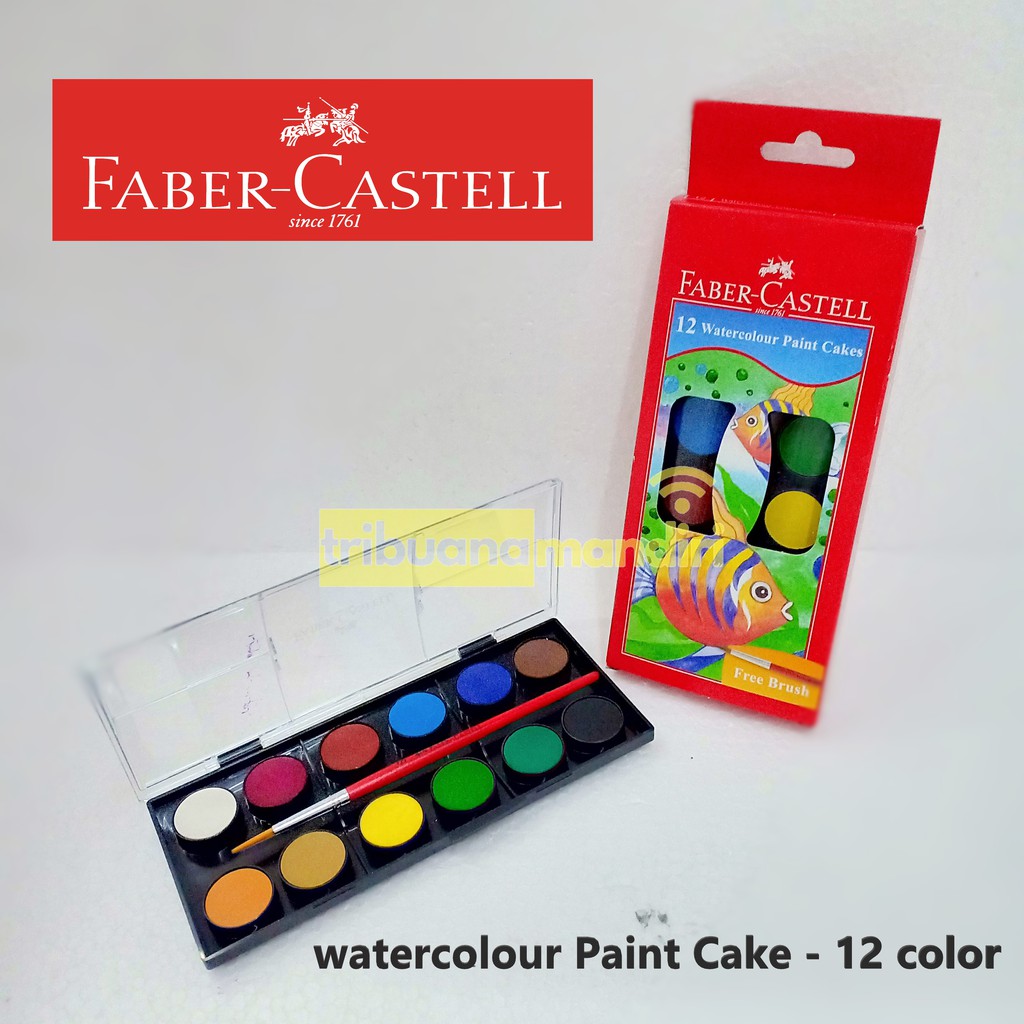 FABER-CASTELL
since 1761
FABER-CASTELL
since 1761
12 Watercolour Paint Cakes
tribuanamandiri
Free Brush
watercolour Paint Cake - 12 color